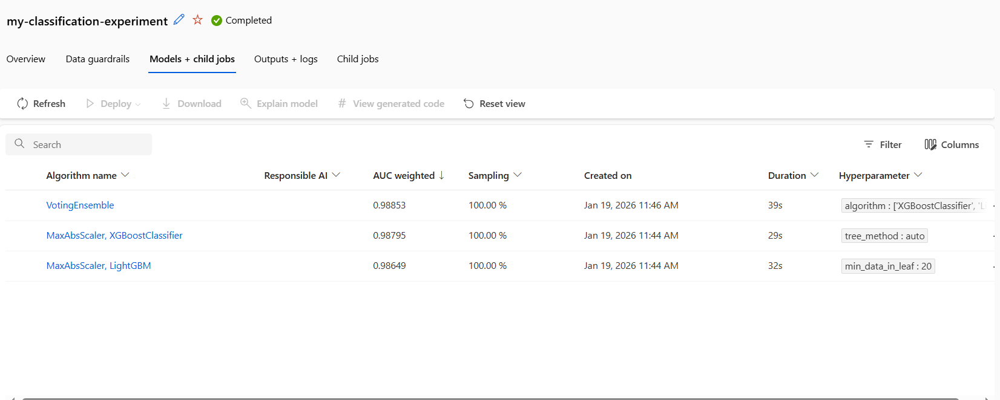 my-classification-experiment Completed
Overview Data guardrails Models + child jobs Outputs + logs Child jobs
Refresh Deploy Download Explain model # View generated code Reset view
Search Filter Columns
Algorithm name Responsible AI AUC weighted Sampling Created on Duration Hyperparameter
VotingEnsemble 0.98853 100.00 % Jan 19, 2026 11:46 AM 39s algorithm : ['XGBoostClassifier', 'Li
MaxAbsScaler, XGBoostClassifier 0.98795 100.00 % Jan 19, 2026 11:44 AM 29s tree_method : auto
MaxAbsScaler, LightGBM 0.98649 100.00 % Jan 19, 2026 11:44 AM 32s min_data_in_leaf : 20